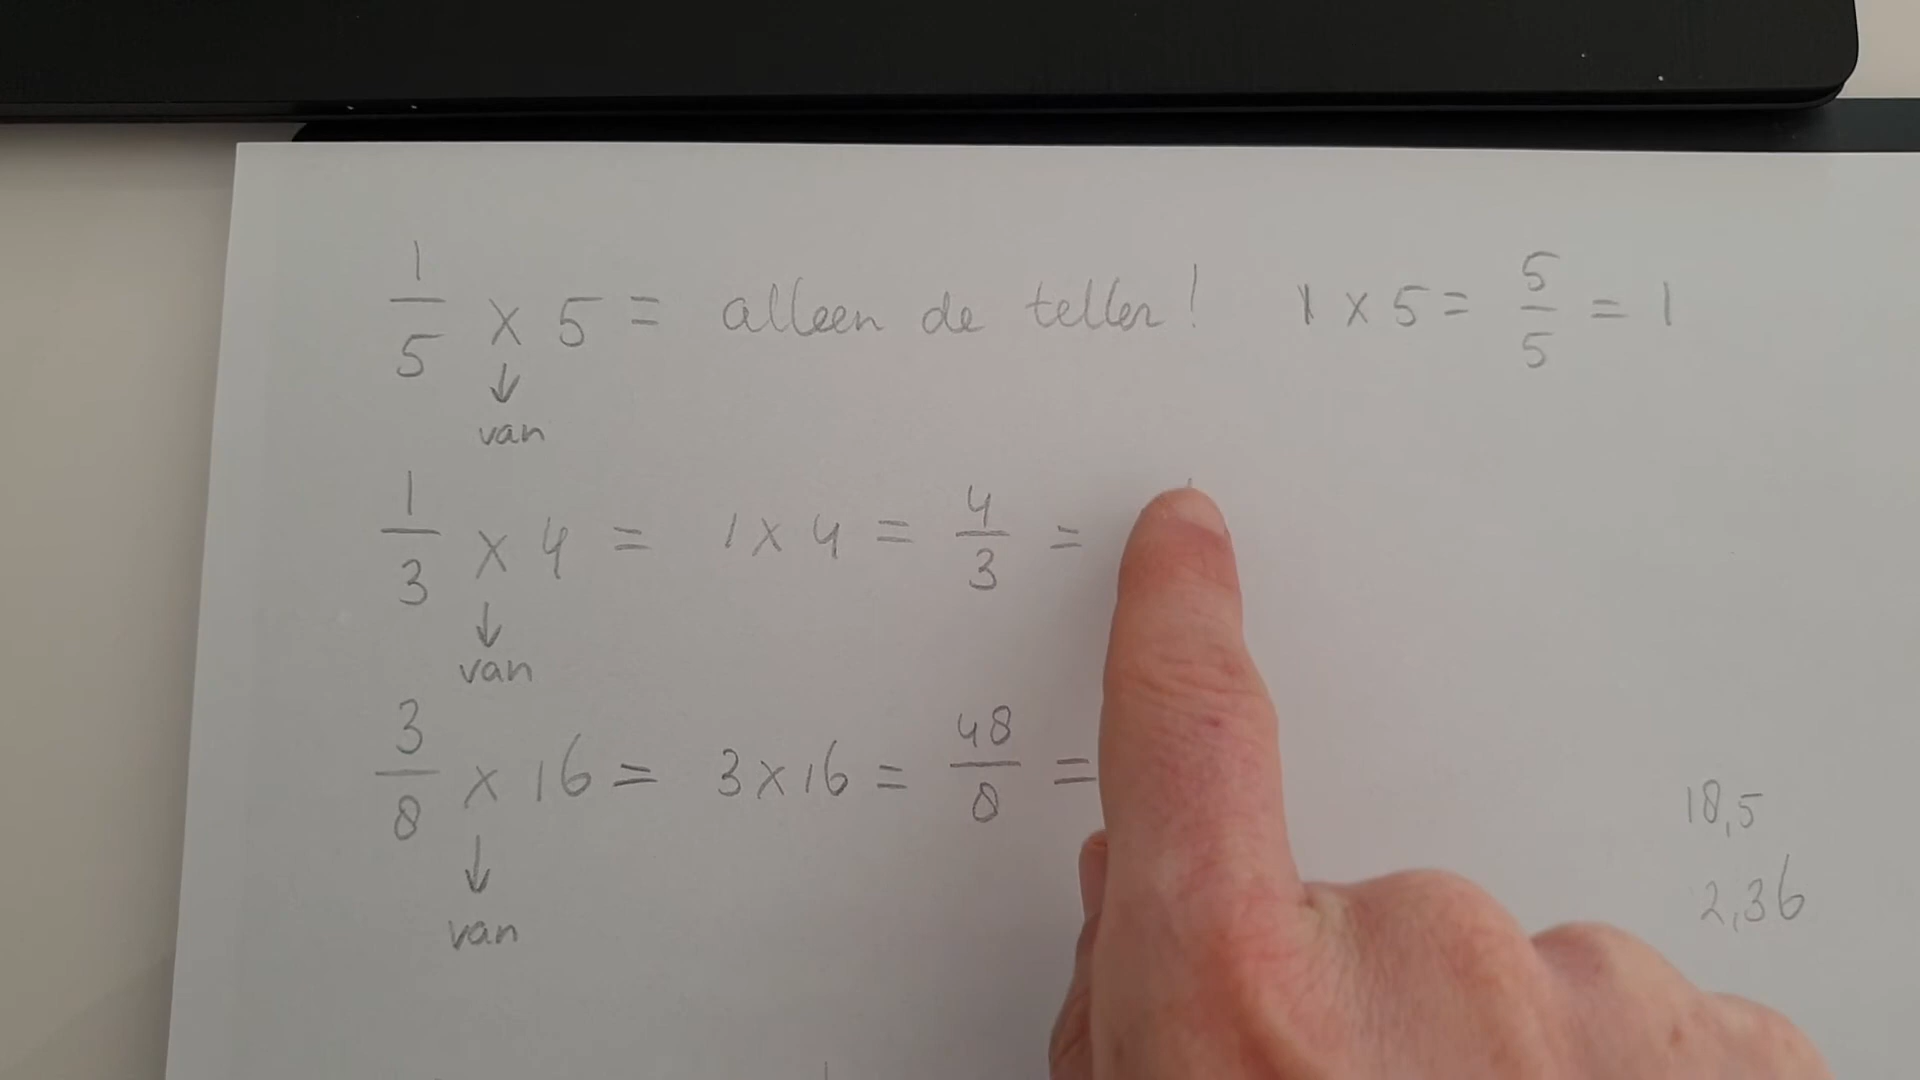 1/5 x 5 = alleen de teller! 1 x 5 = 5/5 = 1
↓
van
1/3 x 4 = 1 x 4 = 4/3 =
↓
van
3/8 x 16 = 3 x 16 = 48/8 =
↓
van
18,5
2,36